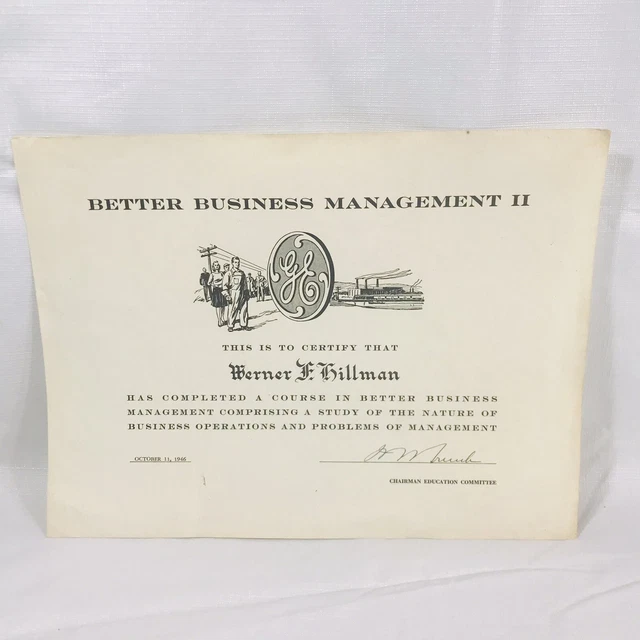 BETTER BUSINESS MANAGEMENT II
GE
THIS IS TO CERTIFY THAT
Werner F. Hillman
HAS COMPLETED A COURSE IN BETTER BUSINESS
MANAGEMENT COMPRISING A STUDY OF THE NATURE OF
BUSINESS OPERATIONS AND PROBLEMS OF MANAGEMENT
OCTOBER 11, 1946
CHAIRMAN EDUCATION COMMITTEE